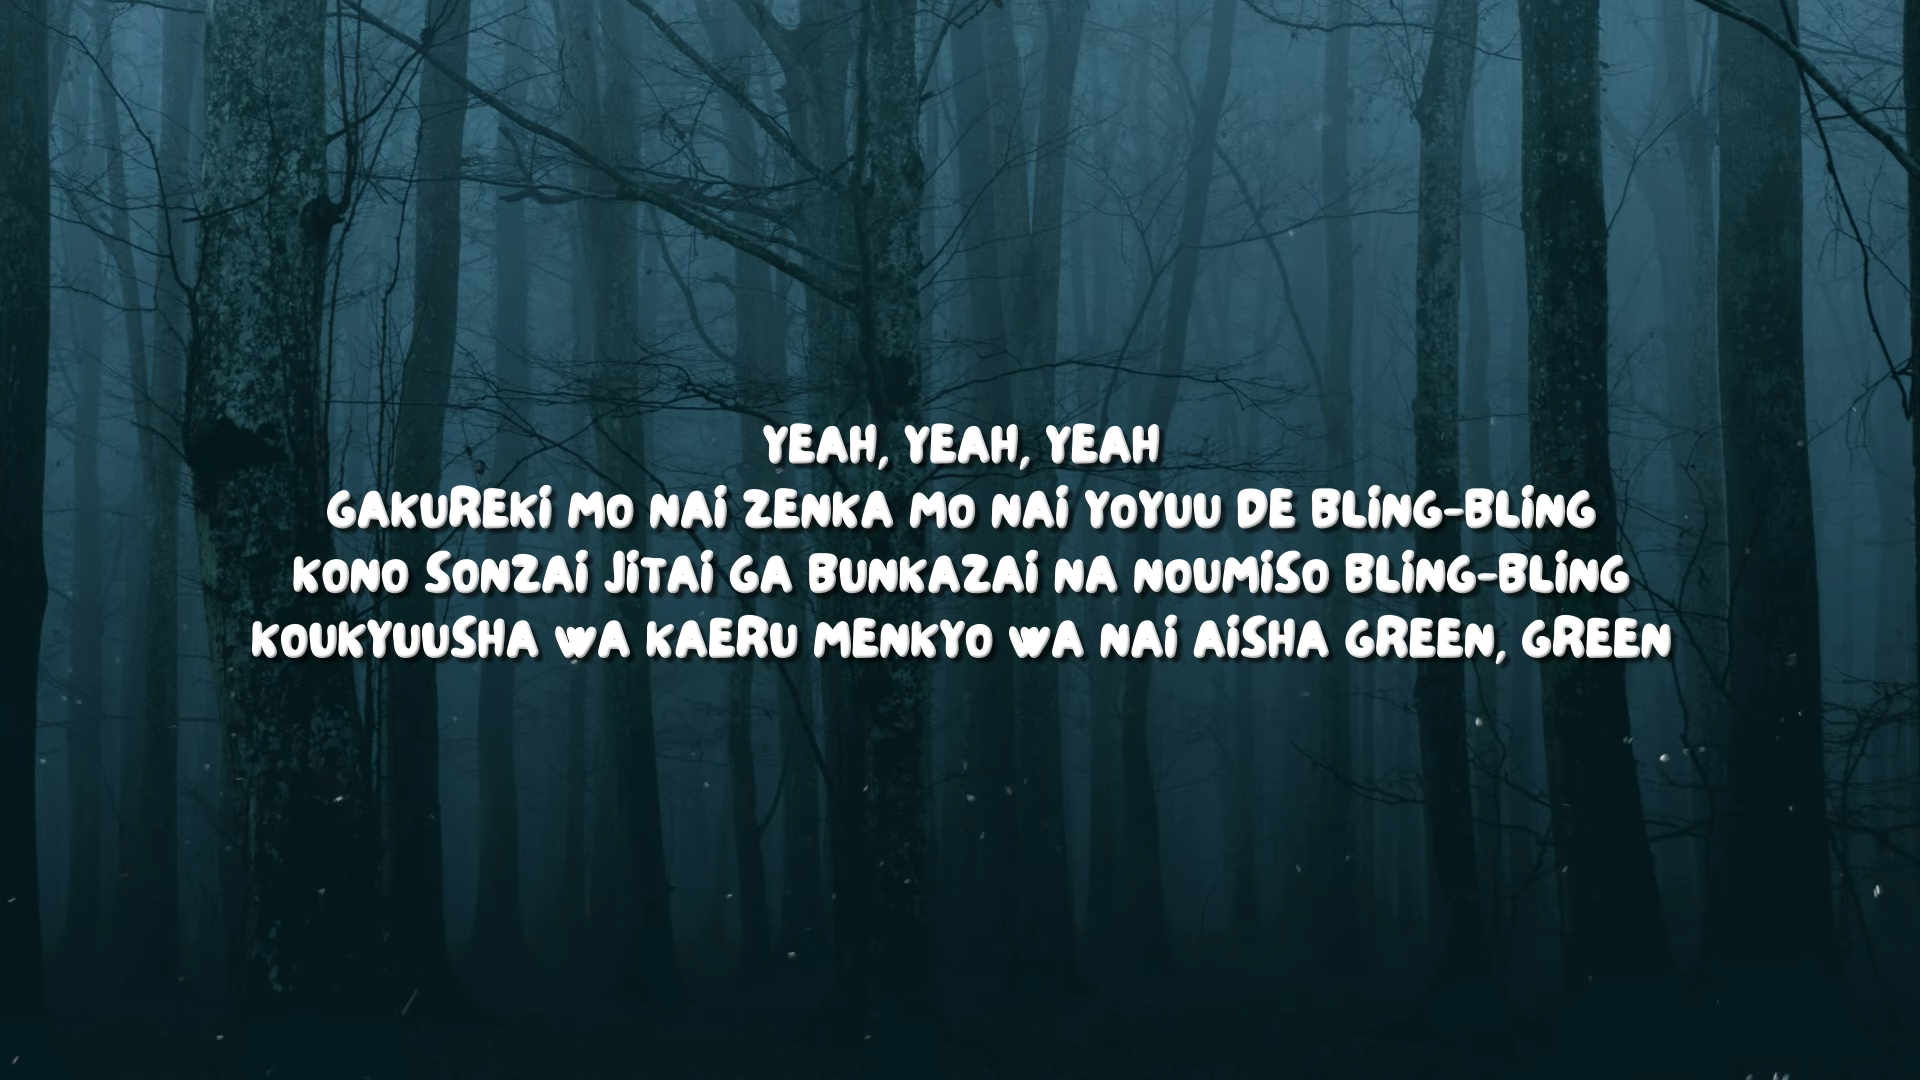 YEAH, YEAH, YEAH
GAKUREKI MO NAI ZENKA MO NAI YOYUU DE BLING-BLING
KONO SONZAI JITAI GA BUNKAZAI NA NOUMISO BLING-BLING
KOUKYUUSHA WA KAERU MENKYO WA NAI AISHA GREEN, GREEN